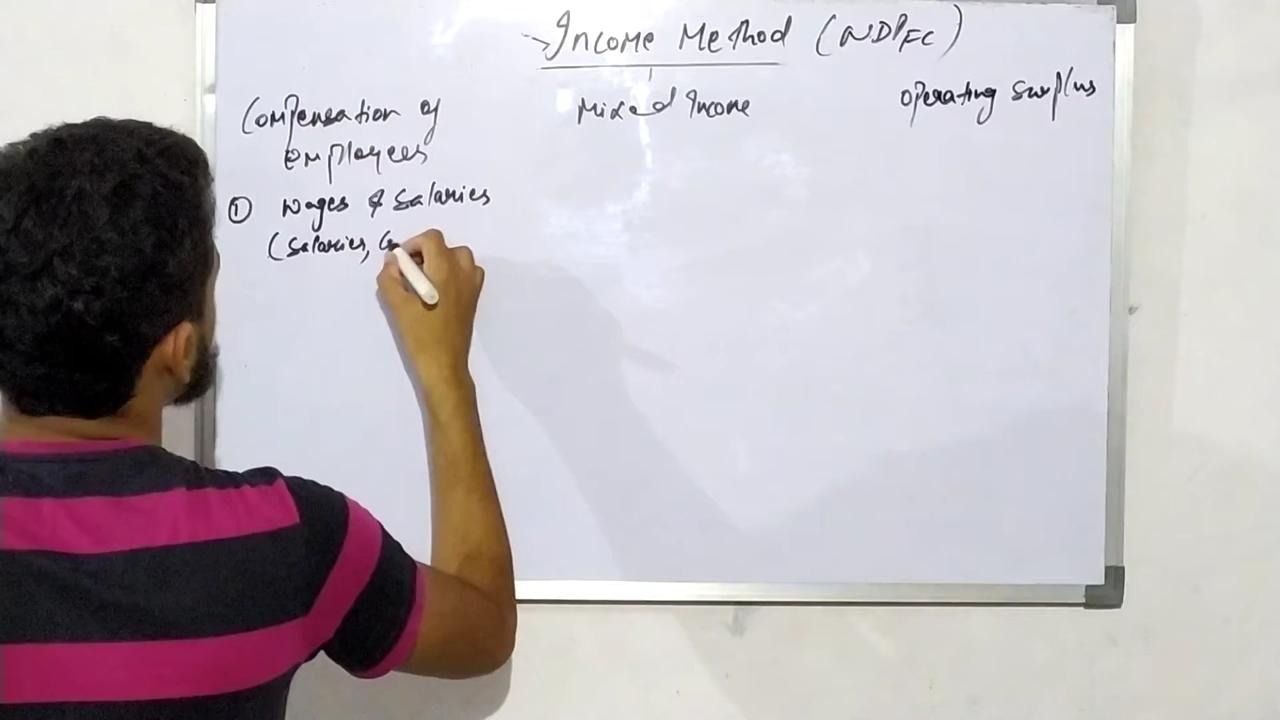 Income Method (NDPFC)
Compensation of
employees
Mixed Income
operating surplus
① wages & salaries
(salaries,